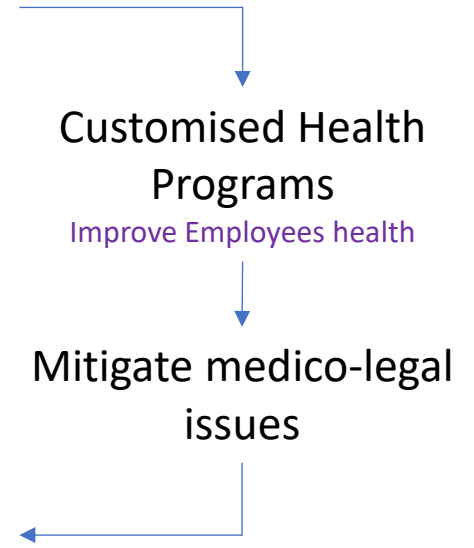 Customised Health
Programs
Improve Employees health
Mitigate medico-legal
issues